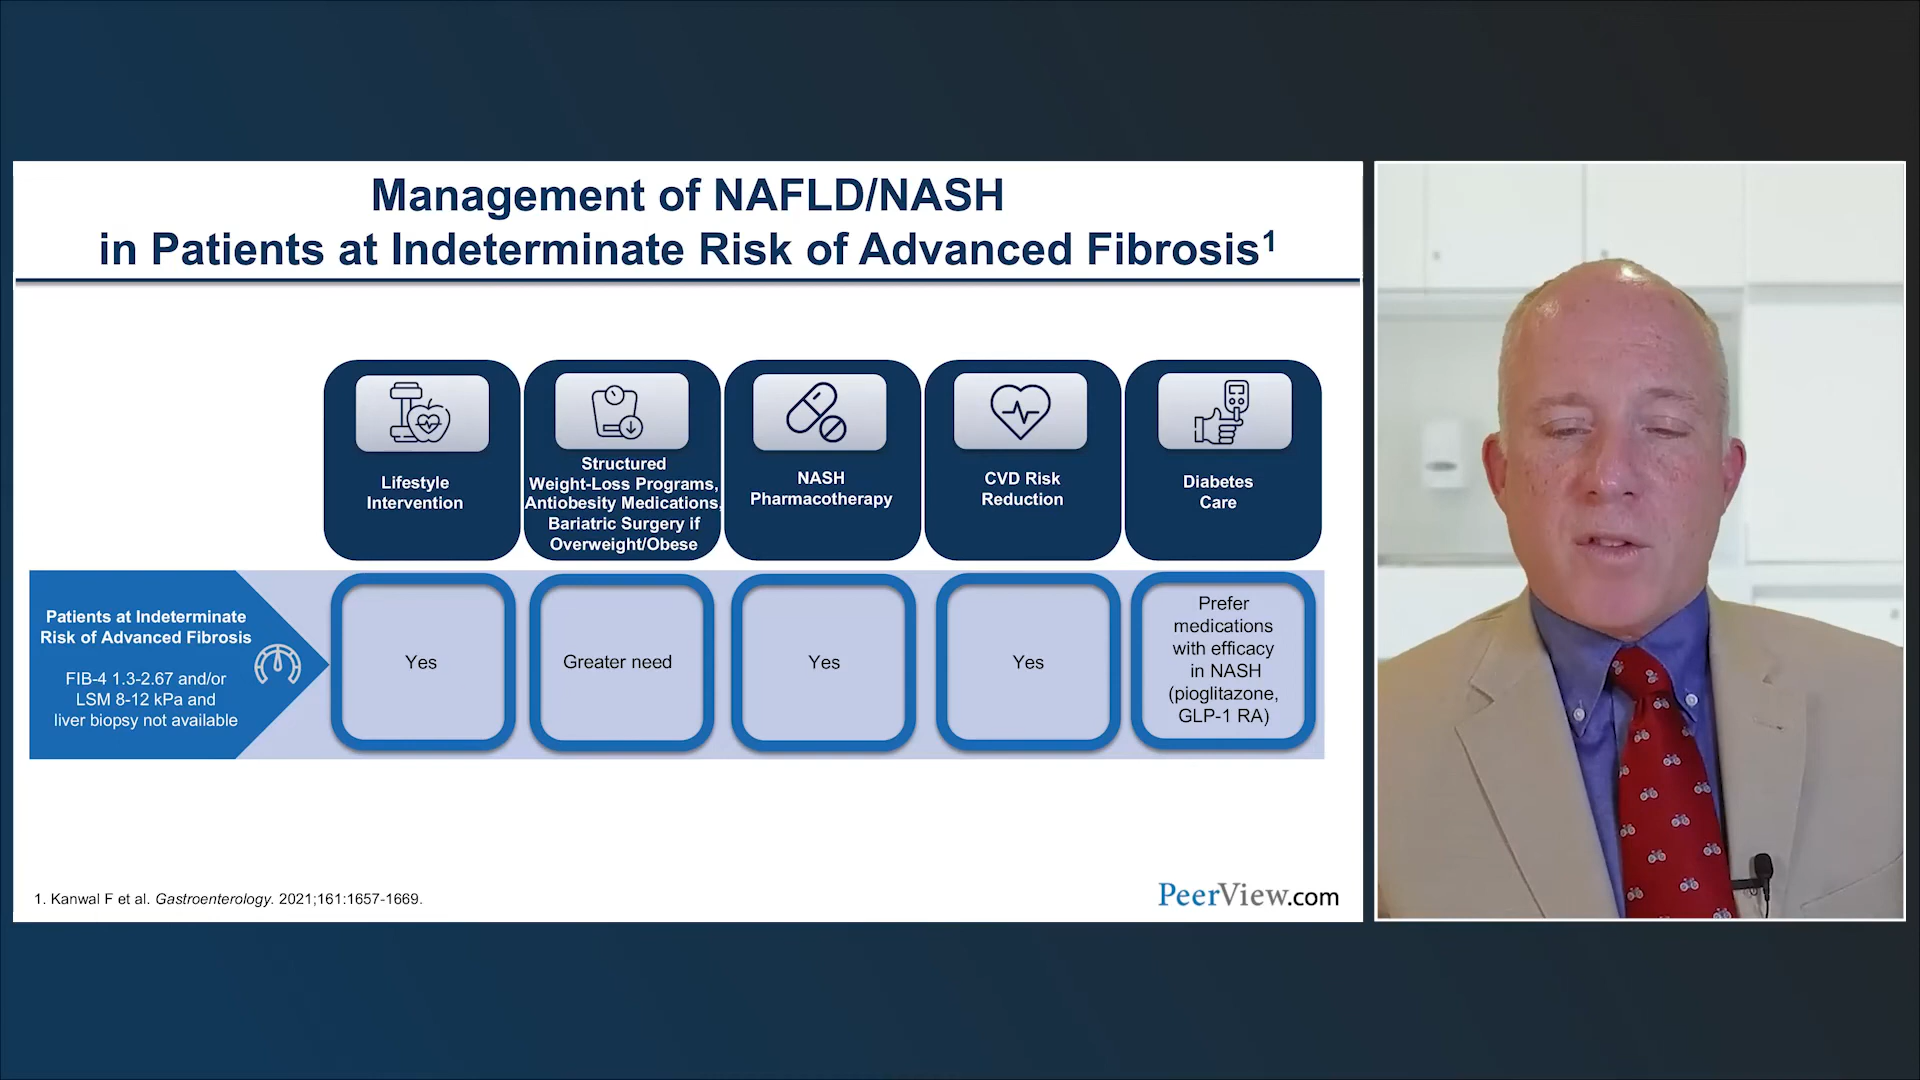 Management of NAFLD/NASH
in Patients at Indeterminate Risk of Advanced Fibrosis¹
Lifestyle
Intervention
Structured
Weight-Loss Programs,
Antiobesity Medications,
Bariatric Surgery if
Overweight/Obese
NASH
Pharmacotherapy
CVD Risk
Reduction
Diabetes
Care
Patients at Indeterminate
Risk of Advanced Fibrosis
FIB-4 1.3-2.67 and/or
LSM 8-12 kPa and
liver biopsy not available
Yes
Greater need
Yes
Yes
Prefer
medications
with efficacy
in NASH
(pioglitazone,
GLP-1 RA)
1. Kanwal F et al. Gastroenterology. 2021;161:1657-1669.
PeerView.com